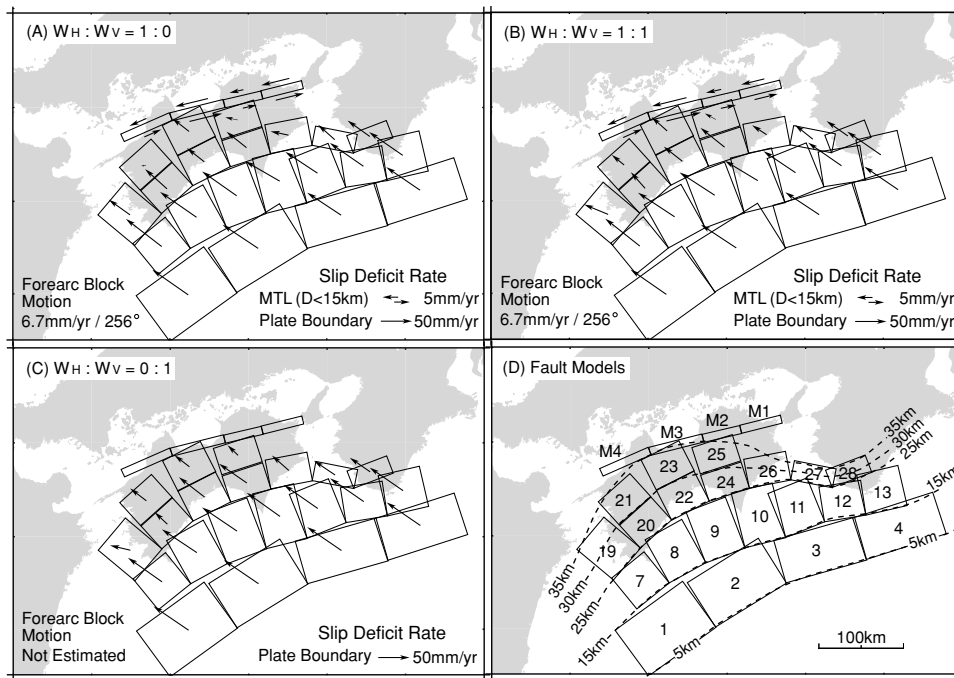 (A) WH : WV = 1 : 0
Forearc Block
Motion
6.7mm/yr / 256°
Slip Deficit Rate
MTL (D<15km) 5mm/yr
Plate Boundary 50mm/yr
(B) WH : WV = 1 : 1
Forearc Block
Motion
6.7mm/yr / 256°
Slip Deficit Rate
MTL (D<15km) 5mm/yr
Plate Boundary 50mm/yr
(C) WH : WV = 0 : 1
Forearc Block
Motion
Not Estimated
Slip Deficit Rate
Plate Boundary 50mm/yr
(D) Fault Models
M1
M2
M3
M4
35km
30km
25km
15km
5km
25
23
26
27
28
21
22
24
20
19
13
12
11
10
9
8
7
4
3
2
1
35km
30km
25km
15km
5km
100km